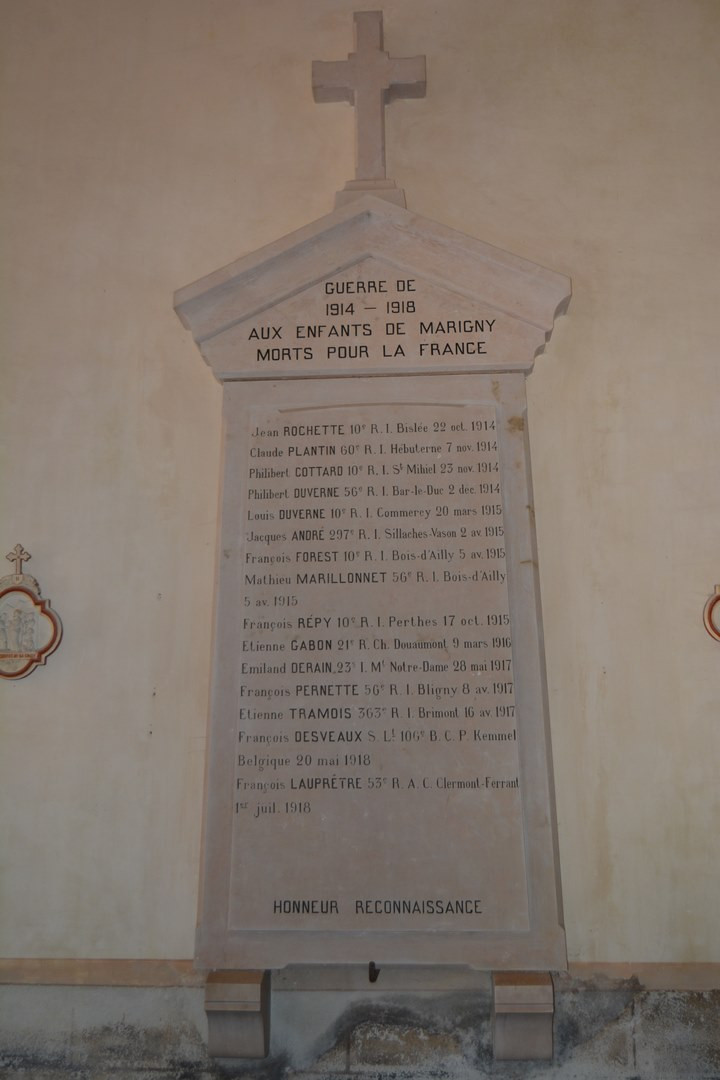 GUERRE DE
1914 — 1918
AUX ENFANTS DE MARIGNY
MORTS POUR LA FRANCE
Jean ROCHETTE 10e R. I. Bislée 22 oct. 1914
Claude PLANTIN 60e R. I. Hébuterne 7 nov. 1914
Philibert COTTARD 10e R. I. St Mihiel 23 nov. 1914
Philibert DUVERNE 56e R. I. Bar-le-Duc 2 déc. 1914
Louis DUVERNE 10e R. I. Commercy 20 mars 1915
Jacques ANDRÉ 297e R. I. Sillaches-Vason 2 av. 1915
François FOREST 10e R. I. Bois-d'Ailly 5 av. 1915
Mathieu MARILLONNET 56e R. I. Bois-d'Ailly
5 av. 1915
François RÉPY 10e R. I. Perthes 17 oct. 1915
Etienne GABON 21e R. Ch. Douaumont 9 mars 1916
Emiland DERAIN 23e I. Mt Notre-Dame 28 mai 1917
François PERNETTE 56e R. I. Bligny 8 av. 1917
Etienne TRAMOIS 363e R. I. Brimont 16 av. 1917
François DESVEAUX S. Lt 106e B. C. P. Kemmel
Belgique 20 mai 1918
François LAUPRÊTRE 53e R. A. C. Clermont-Ferrant
1er juil. 1918
HONNEUR RECONNAISSANCE